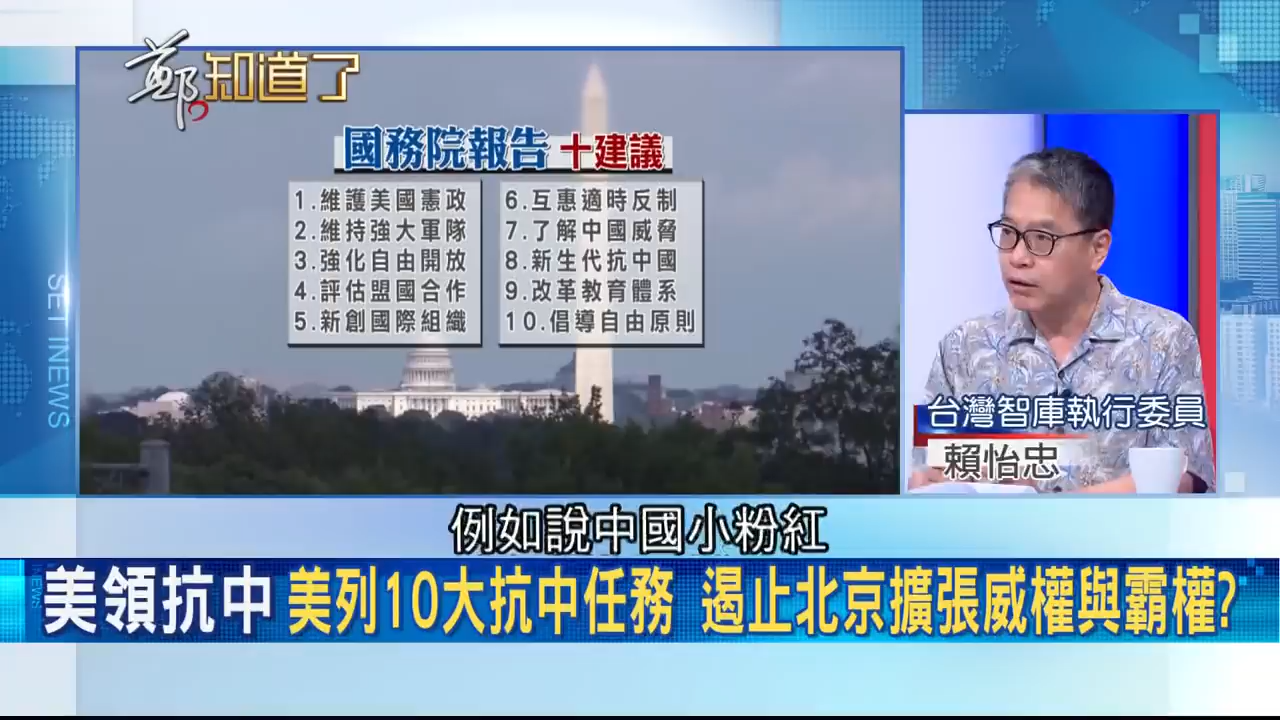 鄭知道了
國務院報告 十建議
1.維護美國憲政
2.維持強大軍隊
3.強化自由開放
4.評估盟國合作
5.新創國際組織
6.互惠適時反制
7.了解中國威脅
8.新生代抗中國
9.改革教育體系
10.倡導自由原則
SET INEWS
台灣智庫執行委員
賴怡忠
例如說中國小粉紅
美領抗中 美列10大抗中任務 遏止北京擴張威權與霸權?